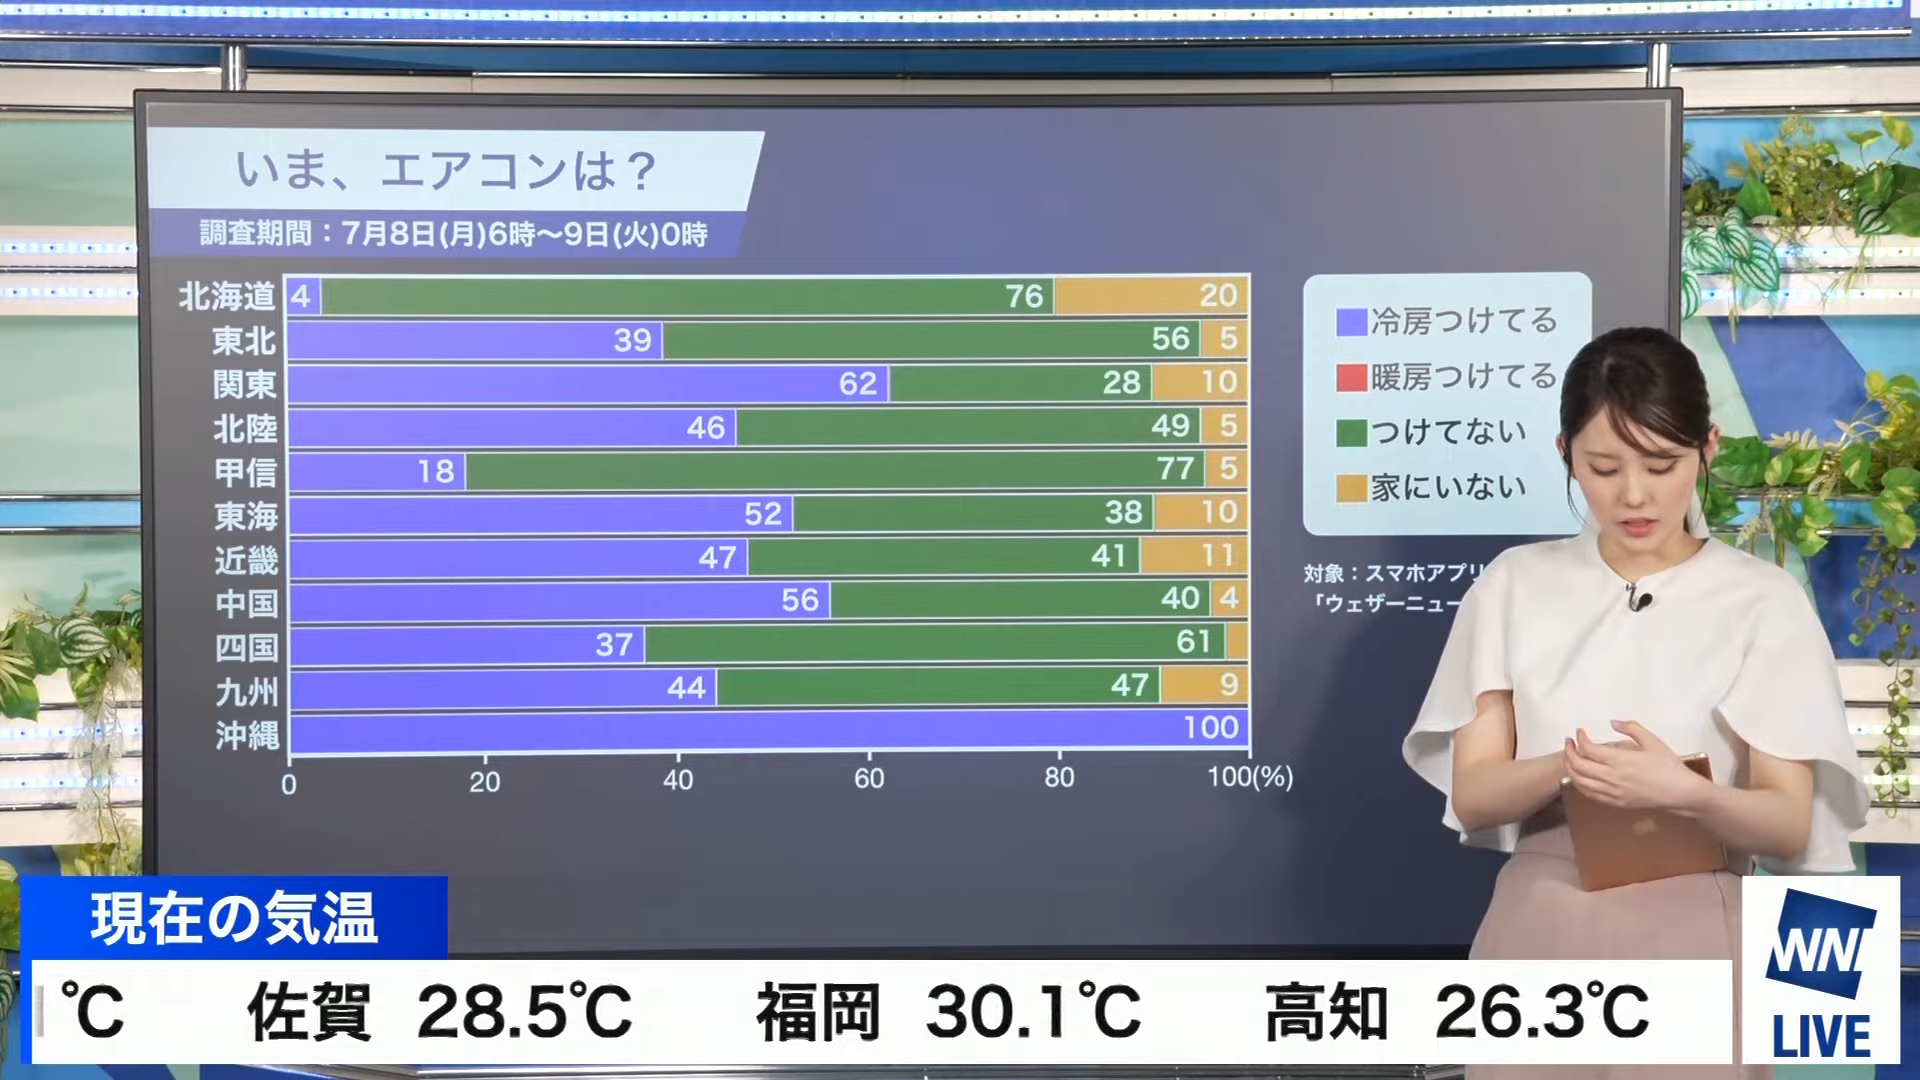 いま、エアコンは？
調査期間：7月8日(月)6時〜9日(火)0時
北海道 4 76 20
東北 39 56 5
関東 62 28 10
北陸 46 49 5
甲信 18 77 5
東海 52 38 10
近畿 47 41 11
中国 56 40 4
四国 37 61
九州 44 47 9
沖縄 100
0 20 40 60 80 100(%)
冷房つけてる
暖房つけてる
つけてない
家にいない
対象：スマホアプリ
「ウェザーニュー
現在の気温
℃ 佐賀 28.5℃ 福岡 30.1℃ 高知 26.3℃
WNI
LIVE